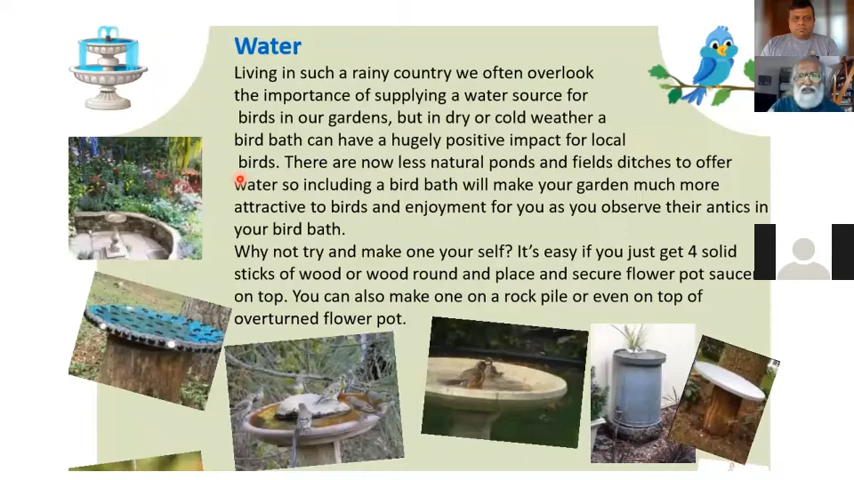 Water
Living in such a rainy country we often overlook
the importance of supplying a water source for
birds in our gardens, but in dry or cold weather a
bird bath can have a hugely positive impact for local
birds. There are now less natural ponds and fields ditches to offer
water so including a bird bath will make your garden much more
attractive to birds and enjoyment for you as you observe their antics in
your bird bath.
Why not try and make one your self? It's easy if you just get 4 solid
sticks of wood or wood round and place and secure flower pot saucer
on top. You can also make one on a rock pile or even on top of
overturned flower pot.